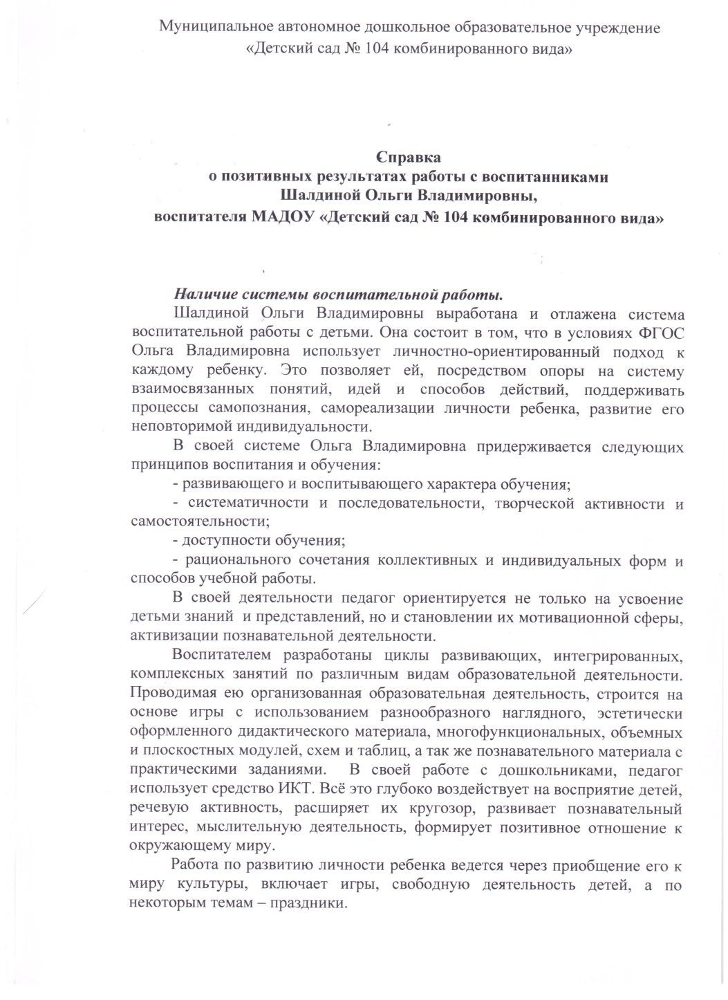 Муниципальное автономное дошкольное образовательное учреждение
«Детский сад № 104 комбинированного вида»
Справка
о позитивных результатах работы с воспитанниками
Шалдиной Ольги Владимировны,
воспитателя МАДОУ «Детский сад № 104 комбинированного вида»
Наличие системы воспитательной работы.
Шалдиной Ольги Владимировны выработана и отлажена система
воспитательной работы с детьми. Она состоит в том, что в условиях ФГОС
Ольга Владимировна использует личностно-ориентированный подход к
каждому ребенку. Это позволяет ей, посредством опоры на систему
взаимосвязанных понятий, идей и способов действий, поддерживать
процессы самопознания, самореализации личности ребенка, развитие его
неповторимой индивидуальности.
В своей системе Ольга Владимировна придерживается следующих
принципов воспитания и обучения:
- развивающего и воспитывающего характера обучения;
- систематичности и последовательности, творческой активности и
самостоятельности;
- доступности обучения;
- рационального сочетания коллективных и индивидуальных форм и
способов учебной работы.
В своей деятельности педагог ориентируется не только на усвоение
детьми знаний и представлений, но и становлении их мотивационной сферы,
активизации познавательной деятельности.
Воспитателем разработаны циклы развивающих, интегрированных,
комплексных занятий по различным видам образовательной деятельности.
Проводимая ею организованная образовательная деятельность, строится на
основе игры с использованием разнообразного наглядного, эстетически
оформленного дидактического материала, многофункциональных, объемных
и плоскостных модулей, схем и таблиц, а так же познавательного материала с
практическими заданиями. В своей работе с дошкольниками, педагог
использует средство ИКТ. Всё это глубоко воздействует на восприятие детей,
речевую активность, расширяет их кругозор, развивает познавательный
интерес, мыслительную деятельность, формирует позитивное отношение к
окружающему миру.
Работа по развитию личности ребенка ведется через приобщение его к
миру культуры, включает игры, свободную деятельность детей, а по
некоторым темам – праздники.